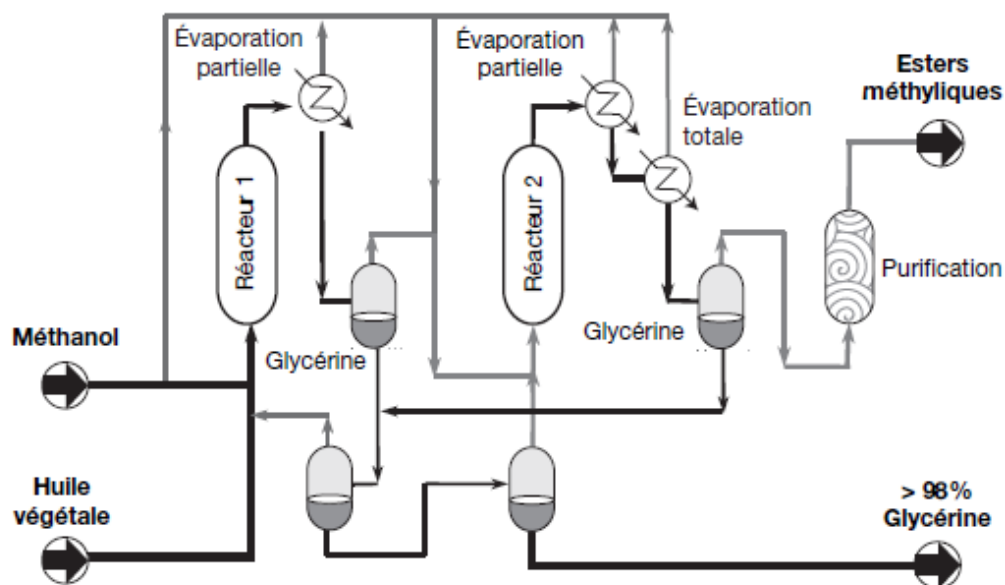 Évaporation
partielle
Évaporation
partielle
Esters
méthyliques
Évaporation
totale
Réacteur 1
Réacteur 2
Purification
Méthanol
Glycérine
Glycérine
Huile
végétale
> 98%
Glycérine